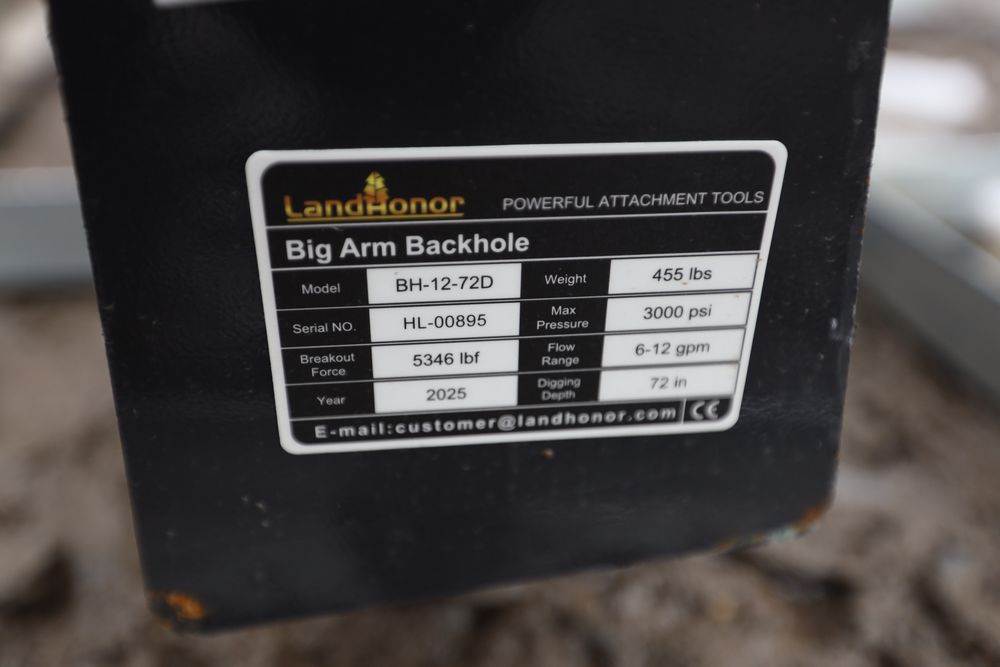 LandHonor POWERFUL ATTACHMENT TOOLS
Big Arm Backhole
Model BH-12-72D Weight 455 lbs
Serial NO. HL-00895 Max Pressure 3000 psi
Breakout Force 5346 lbf Flow Range 6-12 gpm
Year 2025 Digging Depth 72 in
E-mail:customer@landhonor.com CE